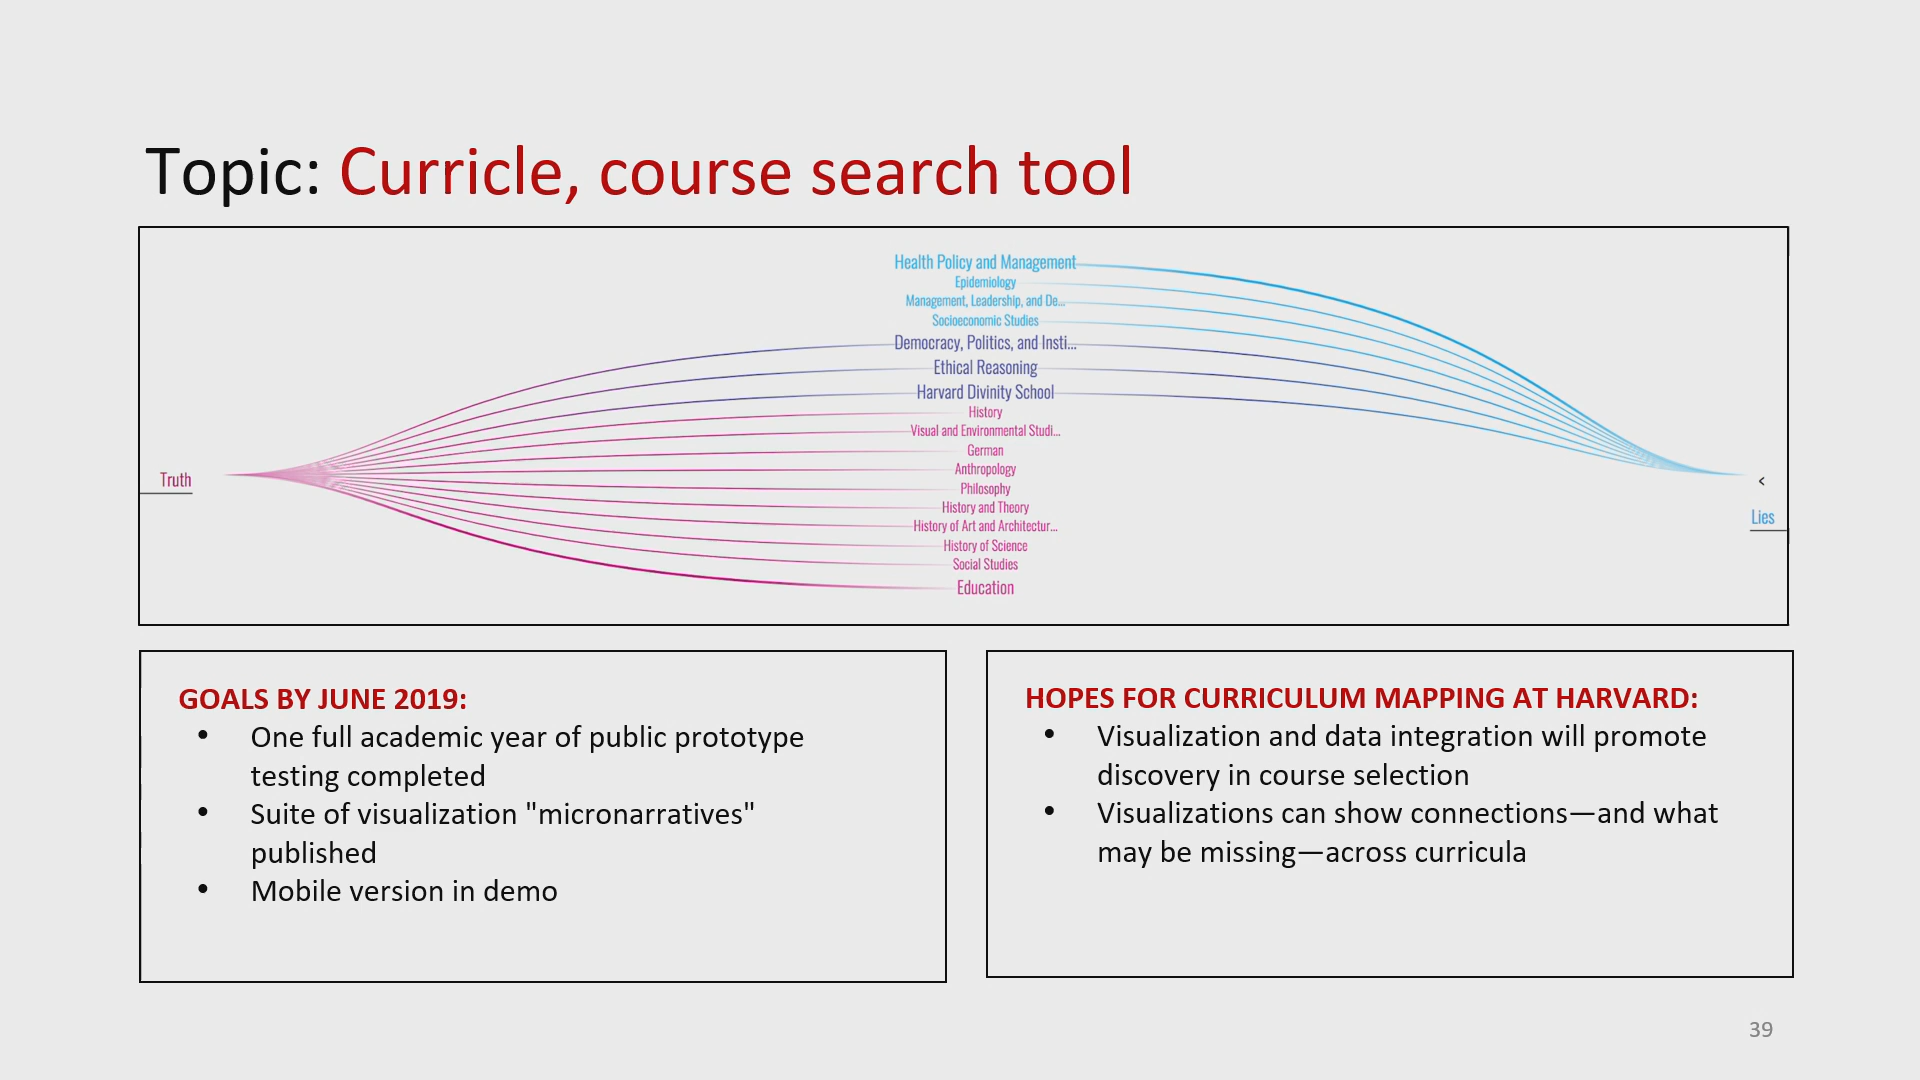 Topic: Curricle, course search tool
Health Policy and Management
Epidemiology
Management, Leadership, and De...
Socioeconomic Studies
Democracy, Politics, and Insti...
Ethical Reasoning
Harvard Divinity School
History
Visual and Environmental Studi...
German
Anthropology
Philosophy
History and Theory
History of Art and Architectur...
History of Science
Social Studies
Education
Truth
<
Lies
GOALS BY JUNE 2019:
• One full academic year of public prototype
testing completed
• Suite of visualization "micronarratives"
published
• Mobile version in demo
HOPES FOR CURRICULUM MAPPING AT HARVARD:
• Visualization and data integration will promote
discovery in course selection
• Visualizations can show connections—and what
may be missing—across curricula
39